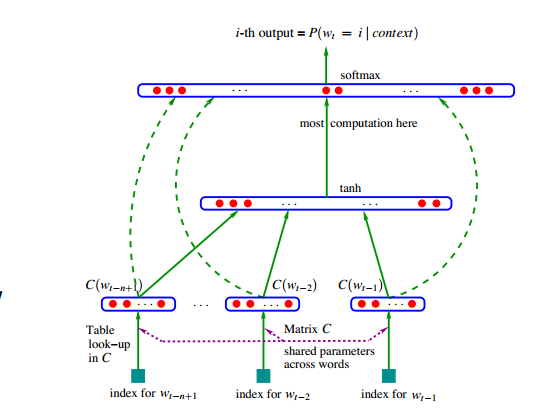 i-th output = P(w_t = i | context)
softmax
... ...
most computation here
tanh
... ...
C(w_{t−n+1}) C(w_{t−2}) C(w_{t−1})
... ... ... ...
Table
look−up
in C
Matrix C
shared parameters
across words
index for w_{t−n+1} index for w_{t−2} index for w_{t−1}